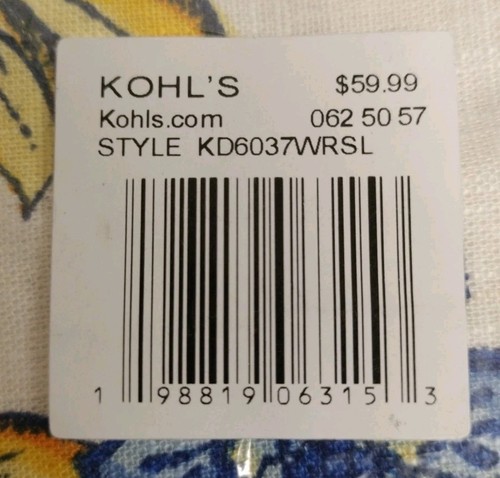 KOHL'S $59.99
Kohls.com 062 50 57
STYLE KD6037WRSL
1 98819 06315 3